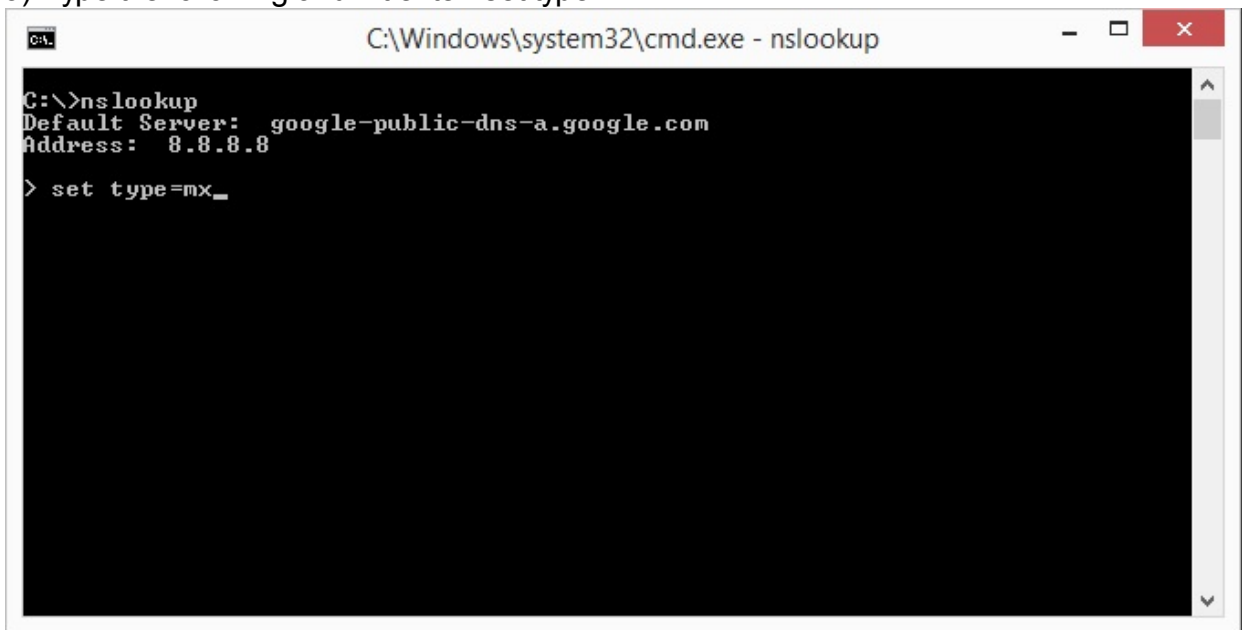 C:\Windows\system32\cmd.exe - nslookup
C:\>nslookup
Default Server:  google-public-dns-a.google.com
Address:  8.8.8.8
> set type=mx_